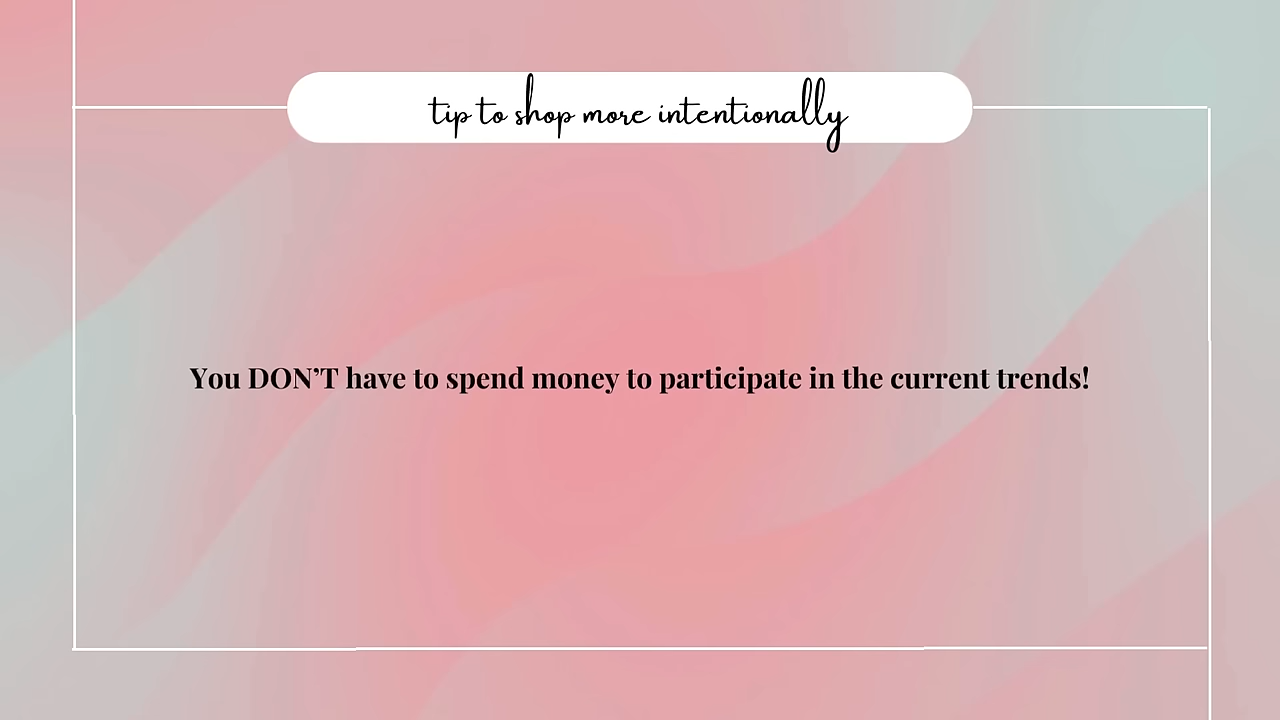 tip to shop more intentionally
You DON’T have to spend money to participate in the current trends!